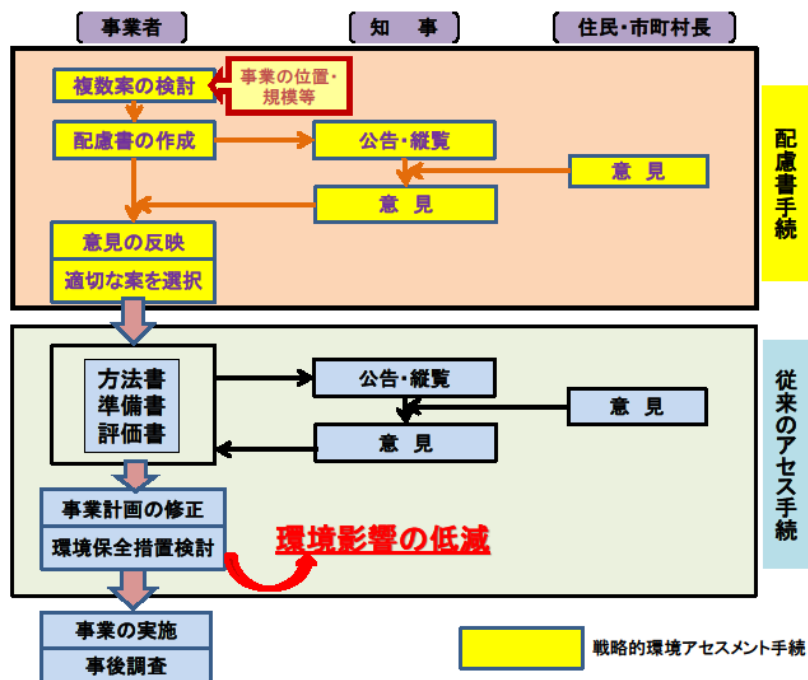 事業者
知　事
住民・市町村長
複数案の検討
事業の位置・
規模等
配慮書の作成
公告・縦覧
意 見
意 見
意見の反映
適切な案を選択
配慮書手続
方法書
準備書
評価書
公告・縦覧
意 見
意 見
事業計画の修正
環境保全措置検討
環境影響の低減
従来のアセス手続
事業の実施
事後調査
戦略的環境アセスメント手続